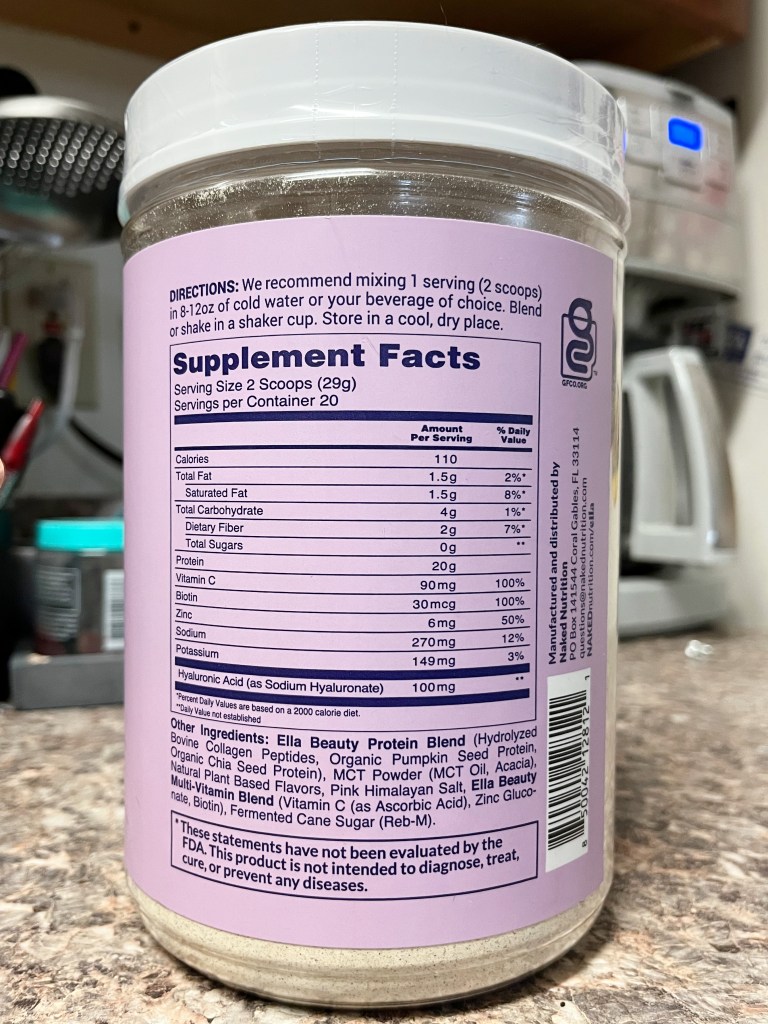 DIRECTIONS: We recommend mixing 1 serving (2 scoops)
in 8-12oz of cold water or your beverage of choice. Blend
or shake in a shaker cup. Store in a cool, dry place.
Supplement Facts
Serving Size 2 Scoops (29g)
Servings per Container 20
Amount Per Serving % Daily Value
Calories 110
Total Fat 1.5g 2%*
Saturated Fat 1.5g 8%*
Total Carbohydrate 4g 1%*
Dietary Fiber 2g 7%*
Total Sugars 0g **
Protein 20g
Vitamin C 90mg 100%
Biotin 30mcg 100%
Zinc 6mg 50%
Sodium 270mg 12%
Potassium 149mg 3%
Hyaluronic Acid (as Sodium Hyaluronate) 100mg **
*Percent Daily Values are based on a 2000 calorie diet.
**Daily Value not established
Other Ingredients: Ella Beauty Protein Blend (Hydrolyzed
Bovine Collagen Peptides, Organic Pumpkin Seed Protein,
Organic Chia Seed Protein), MCT Powder (MCT Oil, Acacia),
Natural Plant Based Flavors, Pink Himalayan Salt, Ella Beauty
Multi-Vitamin Blend (Vitamin C (as Ascorbic Acid), Zinc Gluco-
nate, Biotin), Fermented Cane Sugar (Reb-M).
*These statements have not been evaluated by the
FDA. This product is not intended to diagnose, treat,
cure, or prevent any diseases.
GFCO.ORG
TM
Manufactured and distributed by
Naked Nutrition
PO Box 141544 Coral Gables, FL 33114
questions@nakednutrition.com
NAKEDnutrition.com/ella
8 50042 12812 1